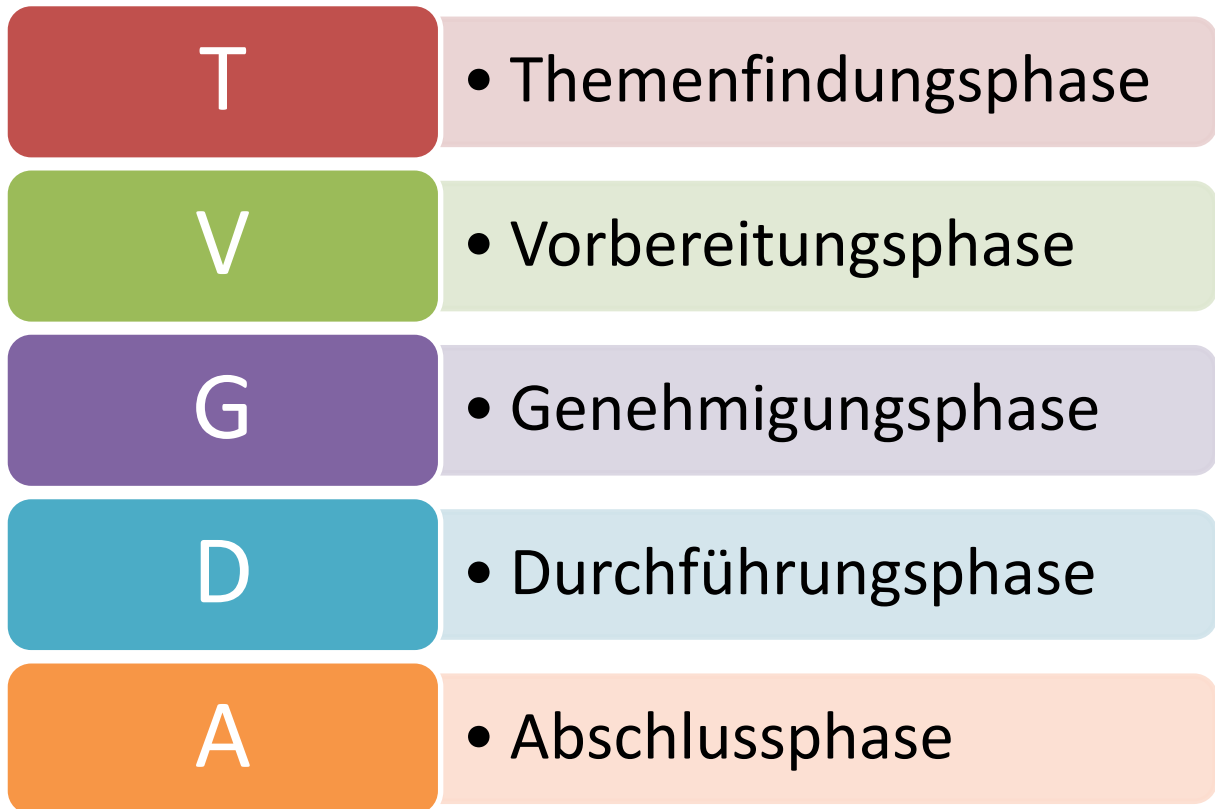 T
• Themenfindungsphase
V
• Vorbereitungsphase
G
• Genehmigungsphase
D
• Durchführungsphase
A
• Abschlussphase